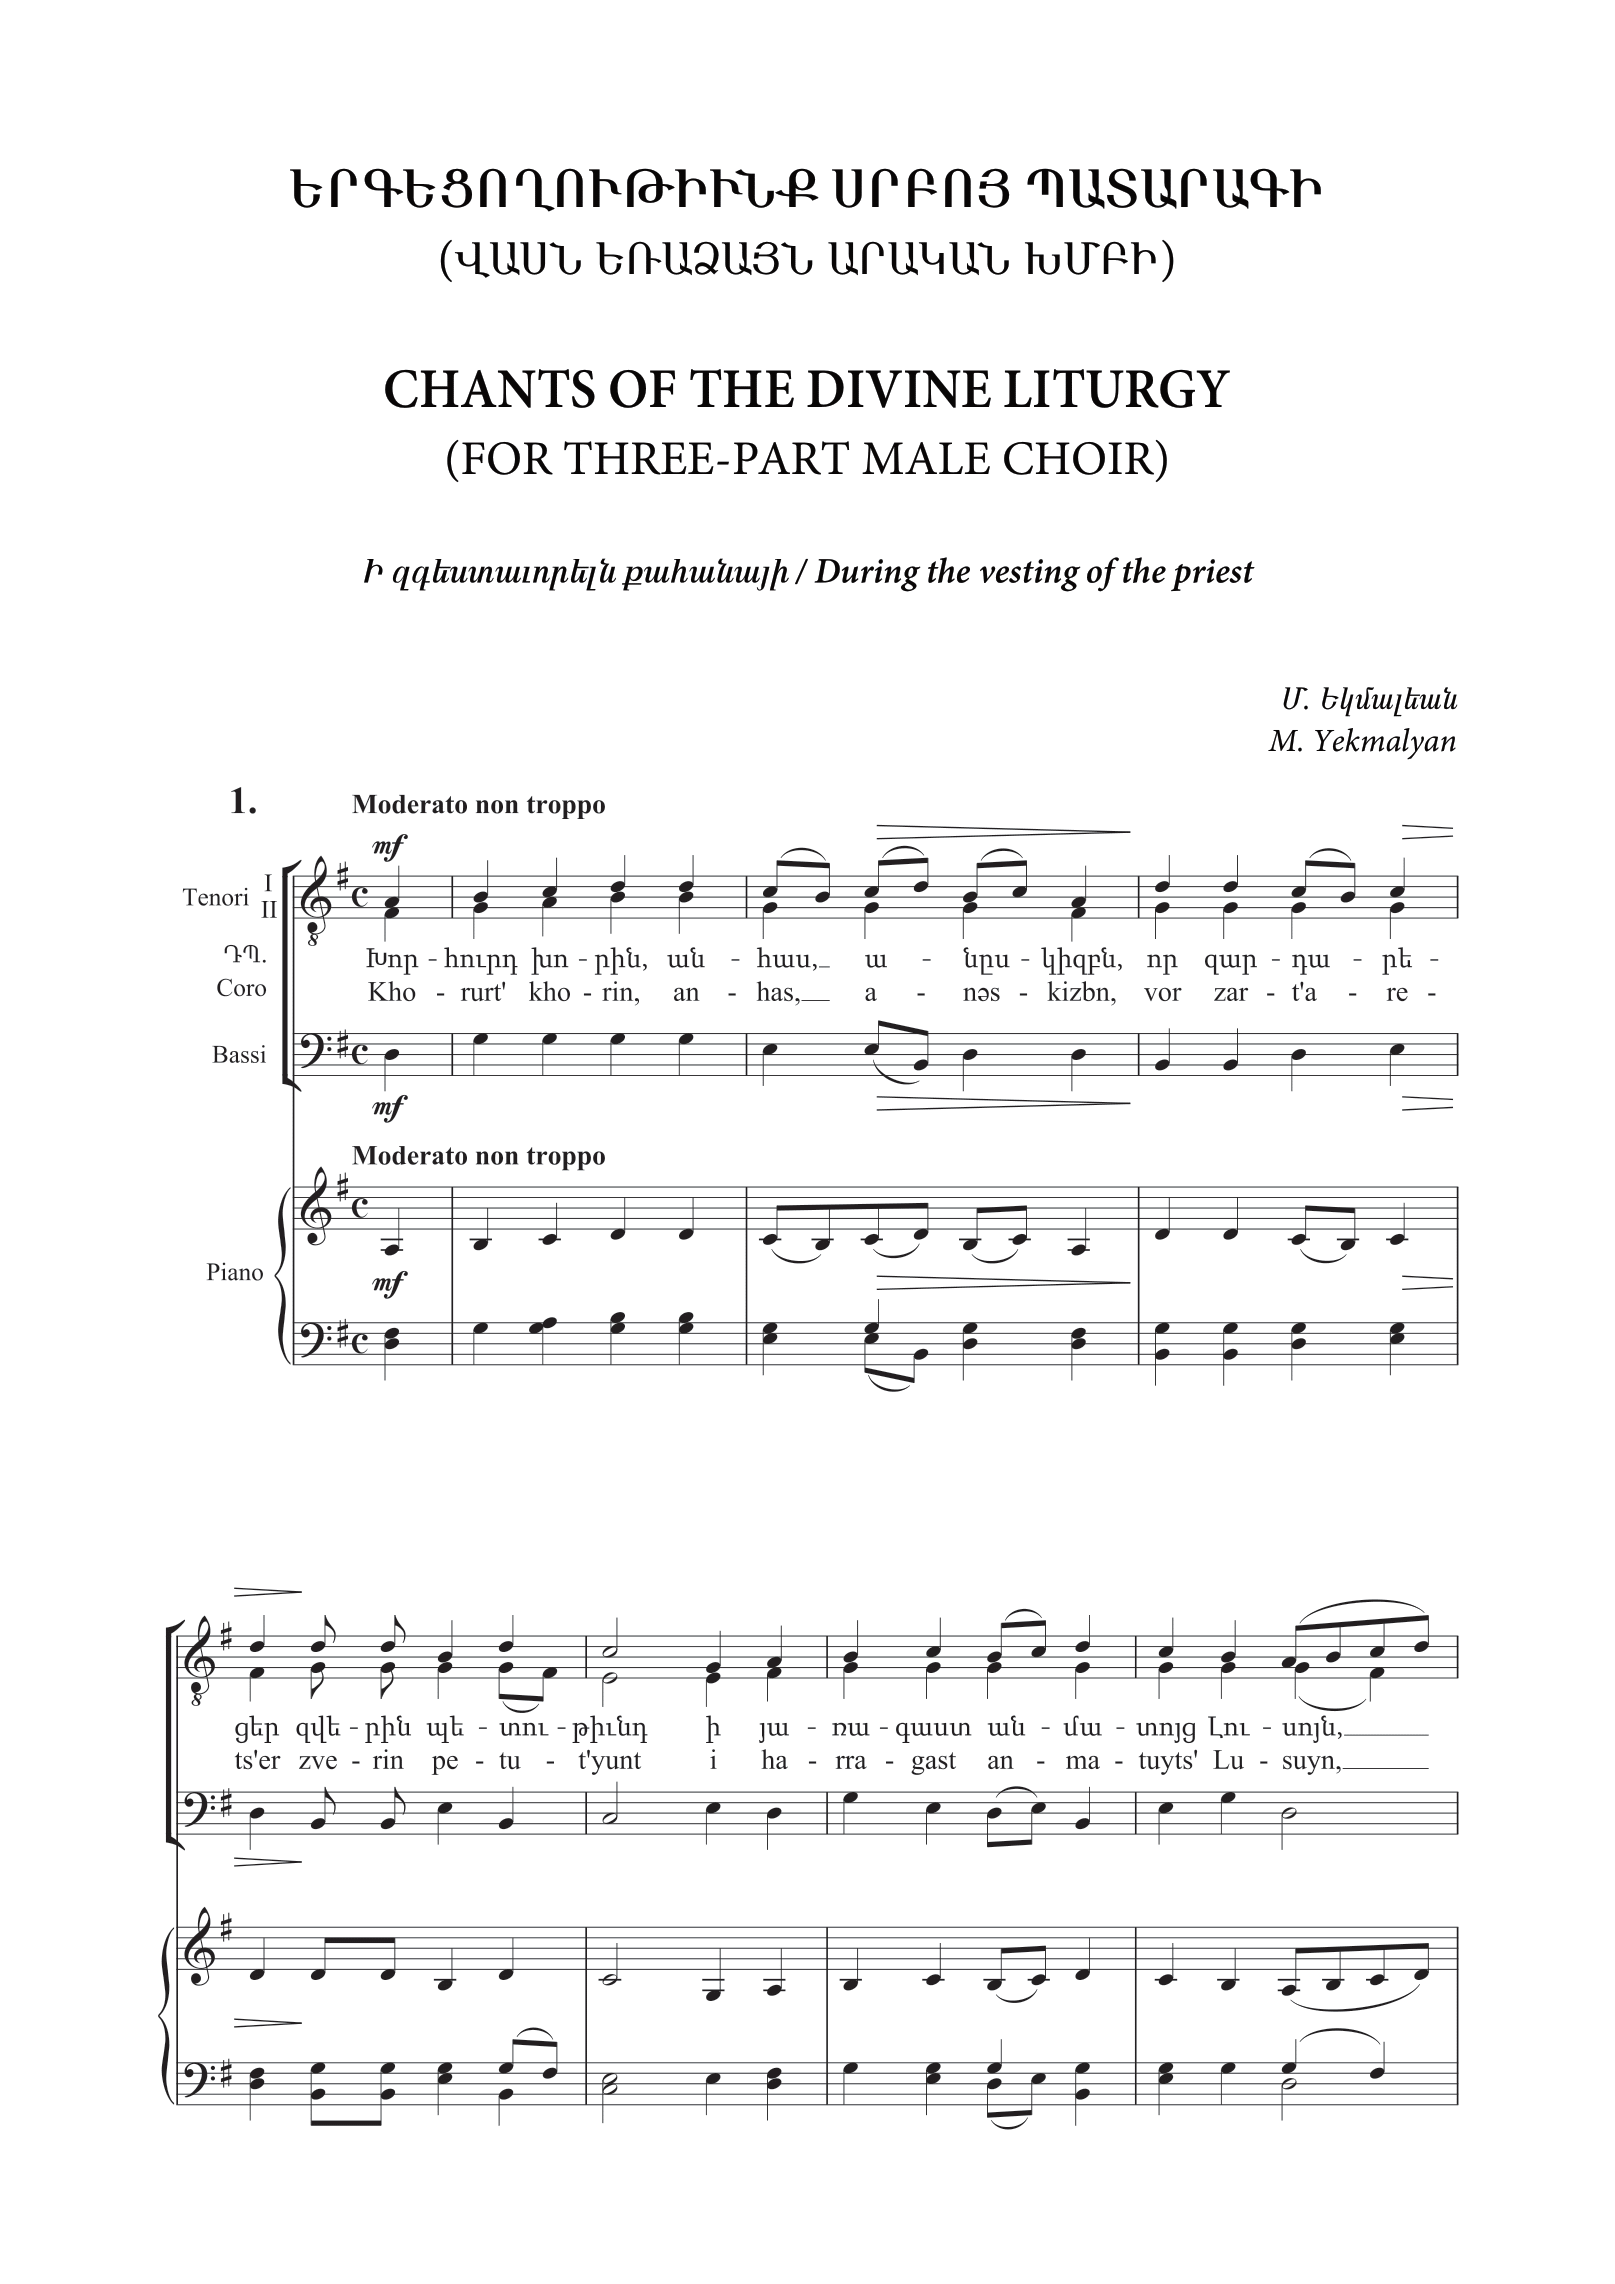 ԵՐԳԵՑՈՂՈՒԹԻՒՆՔ ՍՐԲՈՅ ՊԱՏԱՐԱԳԻ
(ՎԱՍՆ ԵՌԱՁԱՅՆ ԱՐԱԿԱՆ ԽՄԲԻ)
CHANTS OF THE DIVINE LITURGY
(FOR THREE-PART MALE CHOIR)
Ի զգեստաւորելն քահանայի / During the vesting of the priest
Մ. Եկմալեան
M. Yekmalyan
1. Moderato non troppo
mf
Tenori I
II
ԴՊ. Խոր - հուրդ խո - րին, ան - հաս, ա - նըս - կիզբն, որ զար - դա - րե -
Coro Kho - rurt' kho - rin, an - has, a - nəs - kizbn, vor zar - t'a - re -
Bassi
mf
Moderato non troppo
Piano
mf
ցեր զվե - րին պե - տու - թիւնդ ի յա - ռա - գաստ ան - մա - տոյց Լու - սոյն,
ts'er zve - rin pe - tu - t'yunt i ha - rra - gast an - ma - tuyts' Lu - suyn,